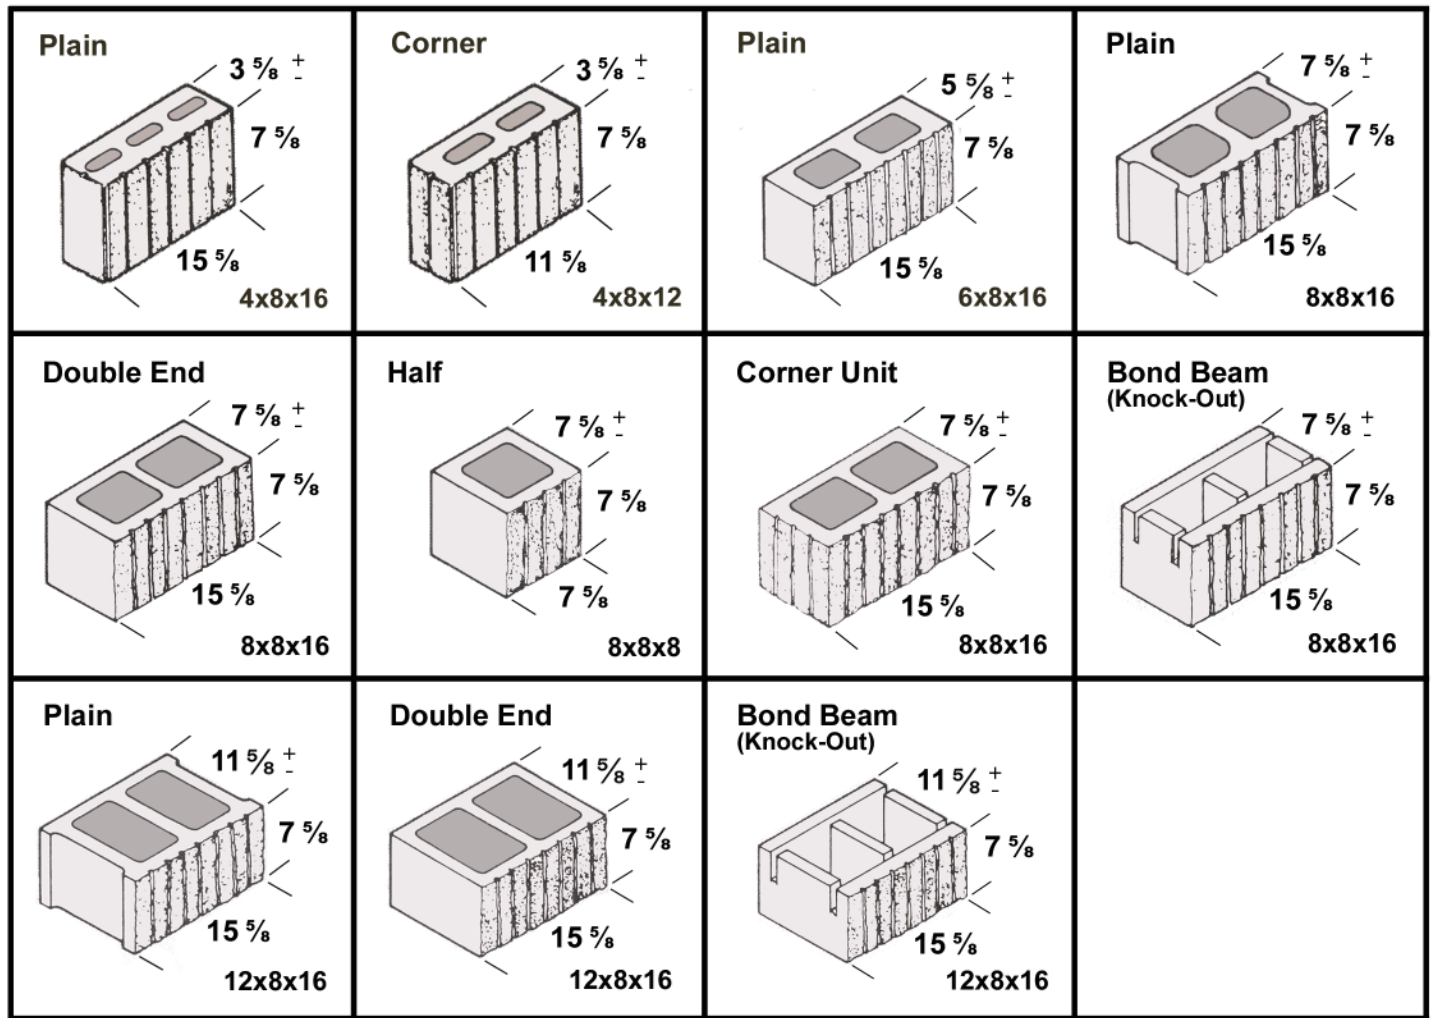 Plain
3 ⅝ +
-
7 ⅝
15 ⅝
4x8x16
Corner
3 ⅝ +
-
7 ⅝
11 ⅝
4x8x12
Plain
5 ⅝ +
-
7 ⅝
15 ⅝
6x8x16
Plain
7 ⅝ +
-
7 ⅝
15 ⅝
8x8x16
Double End
7 ⅝ +
-
7 ⅝
15 ⅝
8x8x16
Half
7 ⅝ +
-
7 ⅝
7 ⅝
8x8x8
Corner Unit
7 ⅝ +
-
7 ⅝
15 ⅝
8x8x16
Bond Beam
(Knock-Out)
7 ⅝ +
-
7 ⅝
15 ⅝
8x8x16
Plain
11 ⅝ +
-
7 ⅝
15 ⅝
12x8x16
Double End
11 ⅝ +
-
7 ⅝
15 ⅝
12x8x16
Bond Beam
(Knock-Out)
11 ⅝ +
-
7 ⅝
15 ⅝
12x8x16